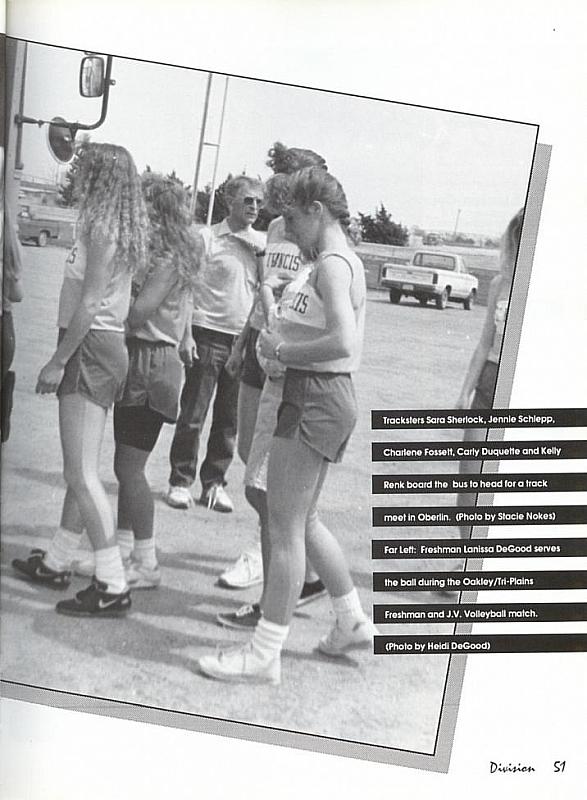 NCIS
Tracksters Sara Sherlock, Jennie Schlepp,
Charlene Fossett, Carly Duquette and Kelly
Renk board the bus to head for a track
meet in Oberlin. (Photo by Stacie Nokes)
Far Left: Freshman Lanissa DeGood serves
the ball during the Oakley/Tri-Plains
Freshman and J.V. Volleyball match.
(Photo by Heidi DeGood)
Division 51